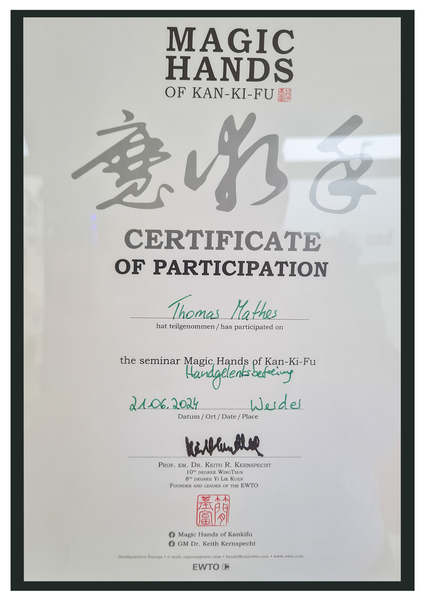 MAGIC
HANDS
OF KAN-KI-FU
CERTIFICATE
OF PARTICIPATION
Thomas Mathes
hat teilgenommen / has participated on
the seminar Magic Hands of Kan-Ki-Fu
Handgelenksbefreiung
21.06.2024 Werder
Datum / Ort / Date / Place
PROF. EM. DR. KEITH R. KERNSPECHT
10TH DEGREE WINGTSUN
8TH DEGREE YI LIK KUEN
FOUNDER AND LEADER OF THE EWTO
Magic Hands of Kankifu
GM Dr. Keith Kernspecht
EWTO